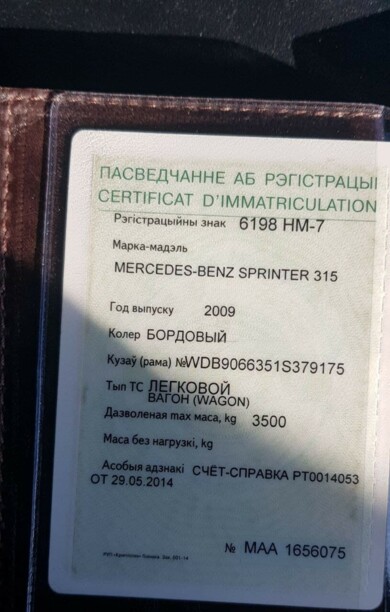 ПАСВЕДЧАННЕ АБ РЭГІСТРАЦЫІ
CERTIFICAT D'IMMATRICULATION
Рэгістрацыйны знак 6198 HM-7
Марка-мадэль
MERCEDES-BENZ SPRINTER 315
Год выпуску 2009
Колер БОРДОВЫЙ
Кузаў (рама) №WDB9066351S379175
Тып ТС ЛЕГКОВОЙ
ВАГОН (WAGON)
Дазволеная max маса, kg 3500
Маса без нагрузкі, kg
Асобыя адзнакі СЧЁТ-СПРАВКА РТ0014053
ОТ 29.05.2014
№ МАА 1656075